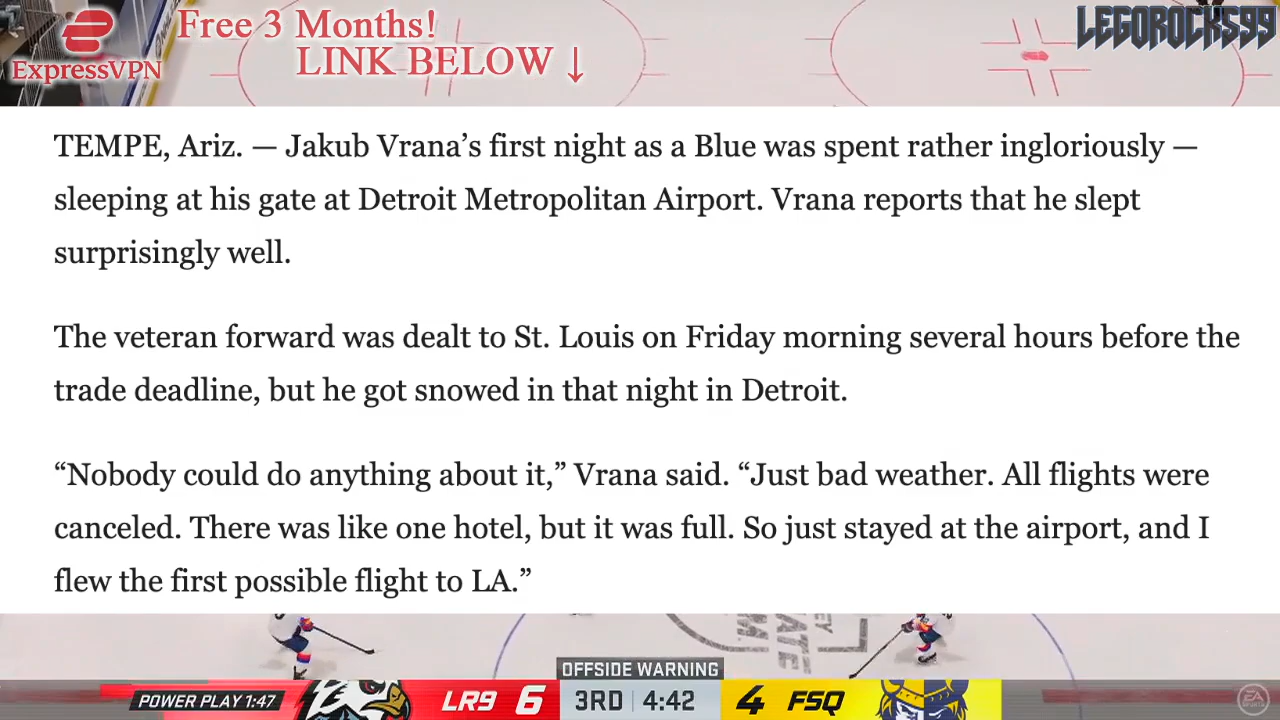 Free 3 Months!
LINK BELOW ↓
ExpressVPN
LEGOROCKS99
TEMPE, Ariz. — Jakub Vrana’s first night as a Blue was spent rather ingloriously —
sleeping at his gate at Detroit Metropolitan Airport. Vrana reports that he slept
surprisingly well.
The veteran forward was dealt to St. Louis on Friday morning several hours before the
trade deadline, but he got snowed in that night in Detroit.
“Nobody could do anything about it,” Vrana said. “Just bad weather. All flights were
canceled. There was like one hotel, but it was full. So just stayed at the airport, and I
flew the first possible flight to LA.”
OFFSIDE WARNING
POWER PLAY 1:47
LR9 6 3RD 4:42 4 FSQ
EA
SPORTS